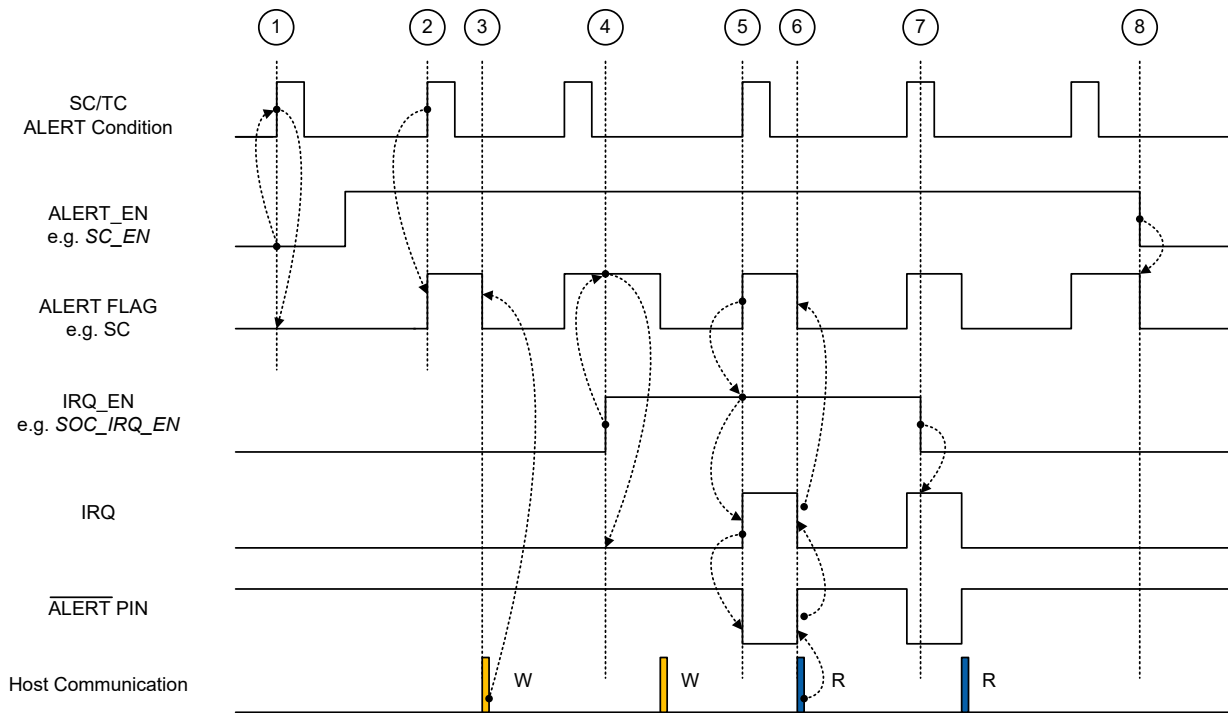 1 2 3 4 5 6 7 8
SC/TC
ALERT Condition
ALERT_EN
e.g. SC_EN
ALERT FLAG
e.g. SC
IRQ_EN
e.g. SOC_IRQ_EN
IRQ
ALERT PIN
Host Communication W W R R